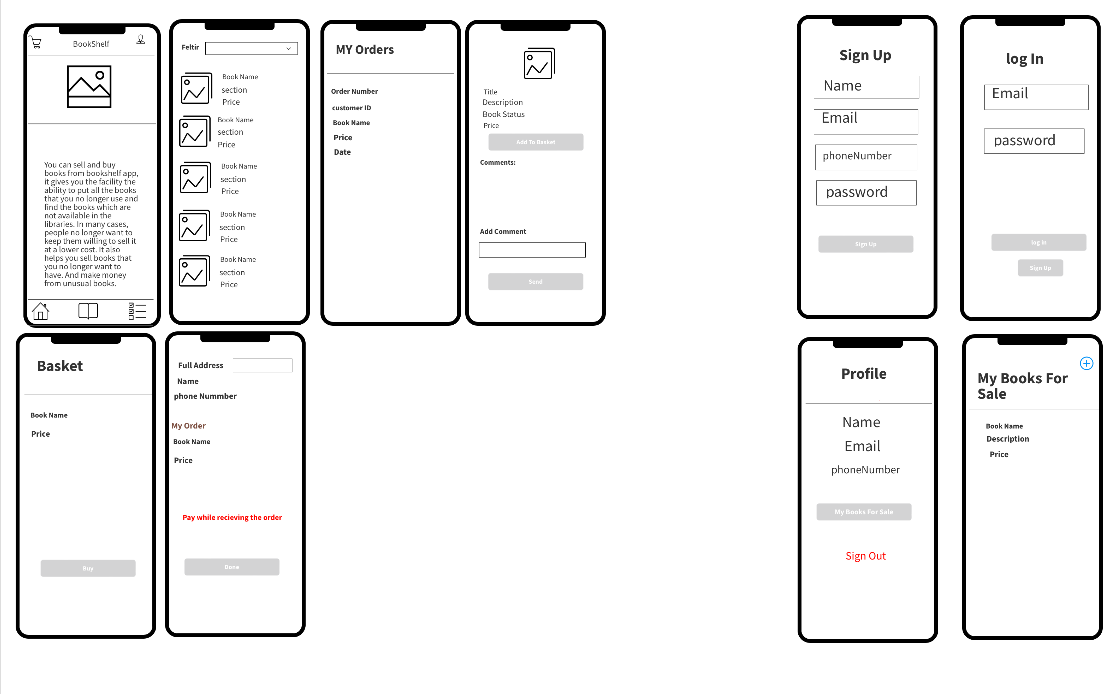 BookShelf
You can sell and buy
books from bookshelf app,
it gives you the facility the
ability to put all the books
that you no longer use and
find the books which are
not available in the
libraries. In many cases,
people no longer want to
keep them willing to sell it
at a lower cost. It also
helps you sell books that
you no longer want to
have. And make money
from unusual books.
Feltir
Book Name
section
Price
Book Name
section
Price
Book Name
section
Price
Book Name
section
Price
Book Name
section
Price
MY Orders
Order Number
customer ID
Book Name
Price
Date
Title
Description
Book Status
Price
Add To Basket
Comments:
Add Comment
Send
Sign Up
Name
Email
phoneNumber
password
Sign Up
log In
Email
password
log In
Sign Up
Basket
Book Name
Price
Buy
Full Address
Name
phone Nummber
My Order
Book Name
Price
Pay while recieving the order
Done
Profile
Name
Email
phoneNumber
My Books For Sale
Sign Out
My Books For
Sale
Book Name
Description
Price